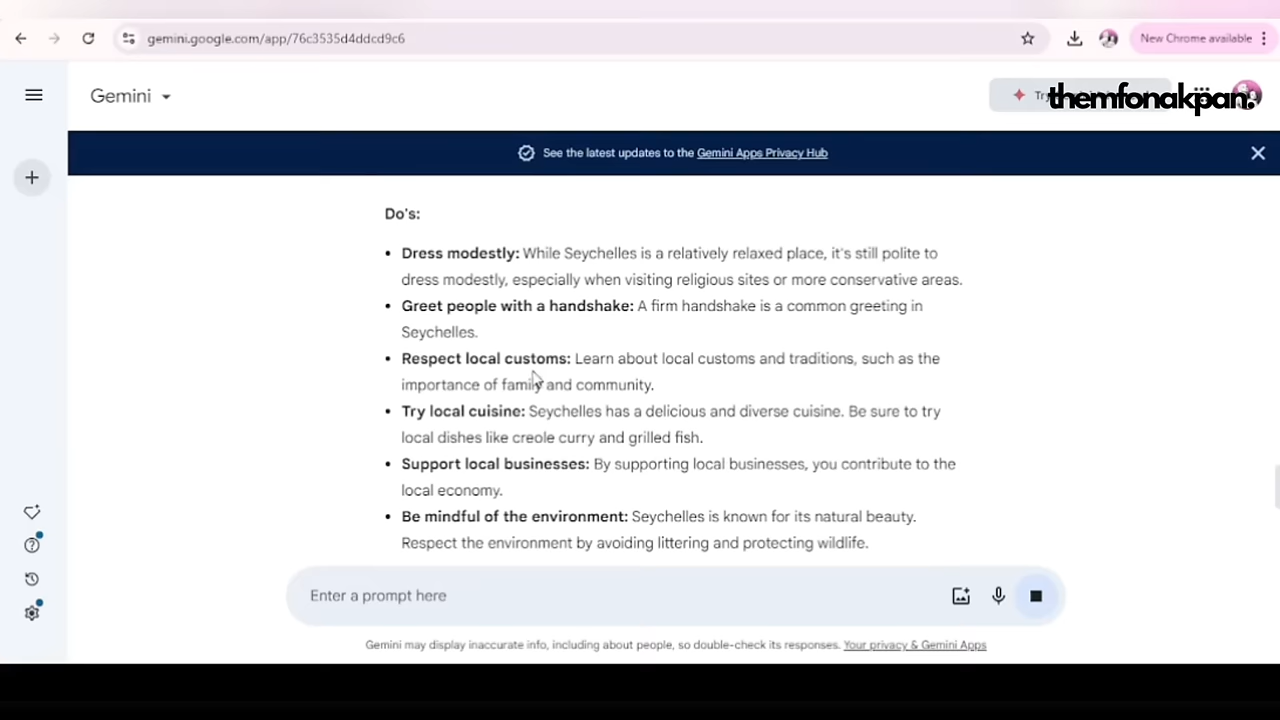 gemini.google.com/app/76c3535d4ddcd9c6
New Chrome available
Gemini
Try
themfonakpan.
See the latest updates to the Gemini Apps Privacy Hub
Do's:
• Dress modestly: While Seychelles is a relatively relaxed place, it's still polite to
dress modestly, especially when visiting religious sites or more conservative areas.
• Greet people with a handshake: A firm handshake is a common greeting in
Seychelles.
• Respect local customs: Learn about local customs and traditions, such as the
importance of family and community.
• Try local cuisine: Seychelles has a delicious and diverse cuisine. Be sure to try
local dishes like creole curry and grilled fish.
• Support local businesses: By supporting local businesses, you contribute to the
local economy.
• Be mindful of the environment: Seychelles is known for its natural beauty.
Respect the environment by avoiding littering and protecting wildlife.
Enter a prompt here
Gemini may display inaccurate info, including about people, so double-check its responses. Your privacy & Gemini Apps